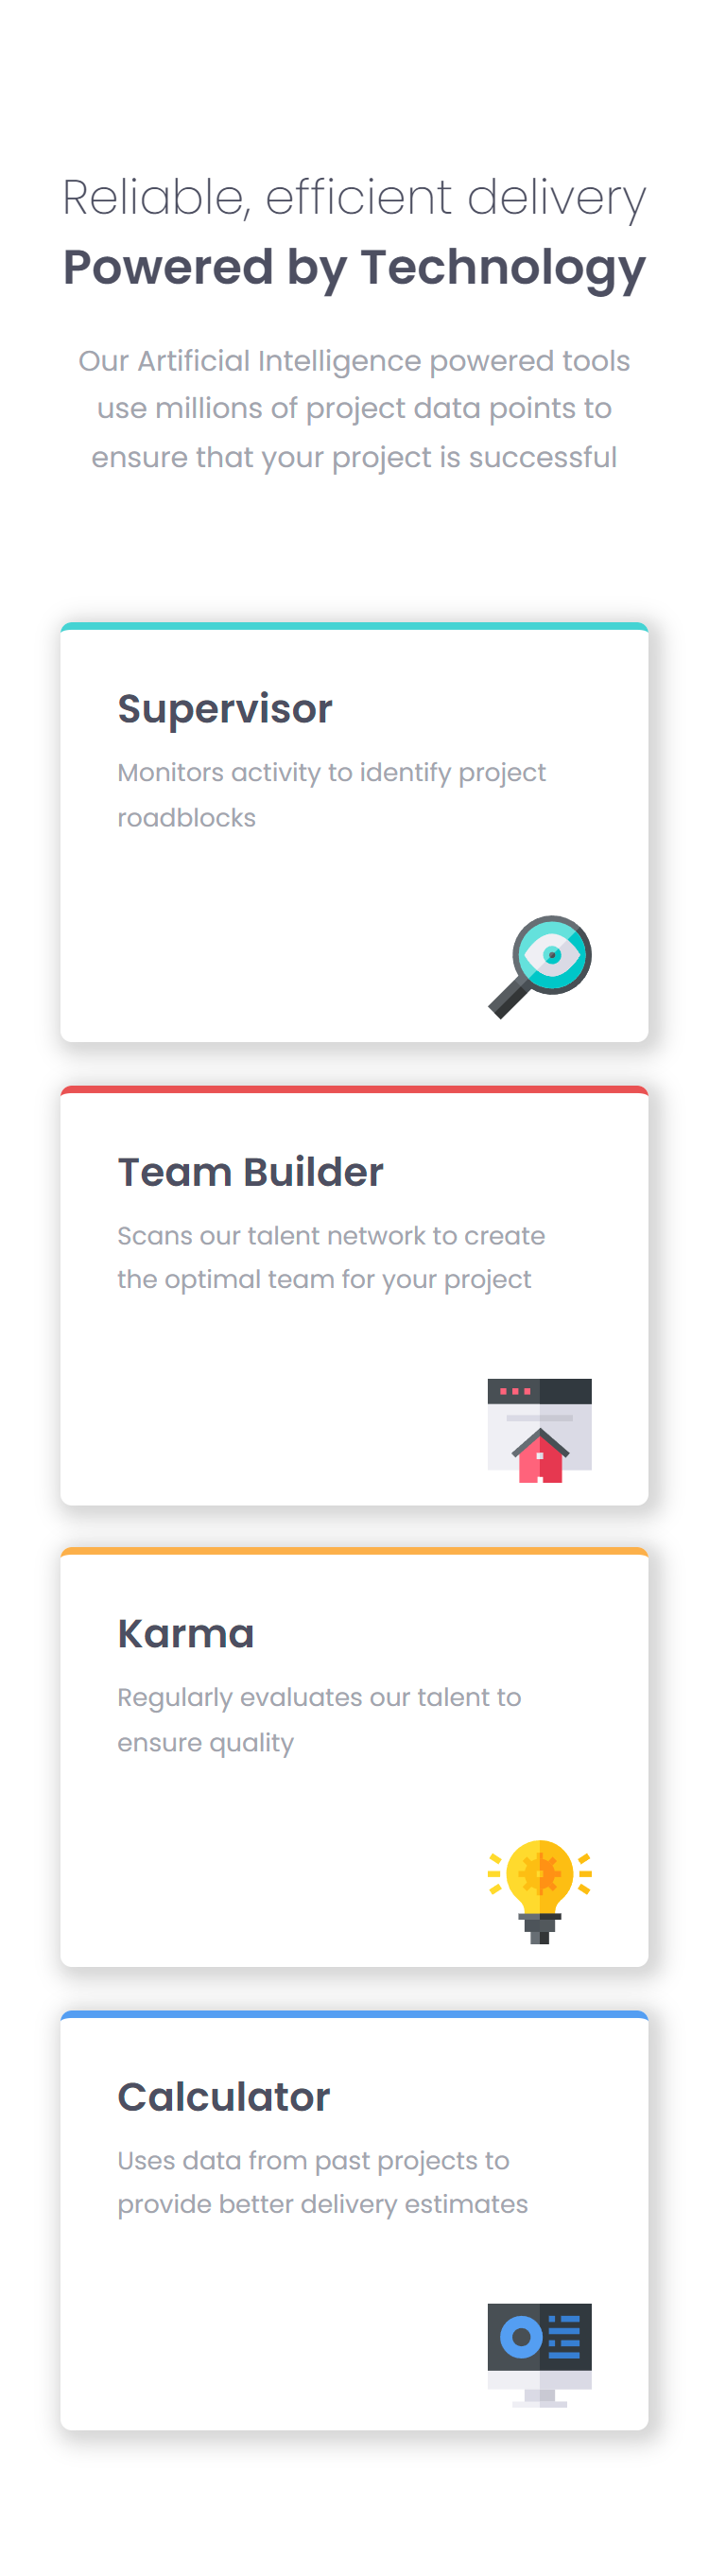 Reliable, efficient delivery
Powered by Technology
Our Artificial Intelligence powered tools
use millions of project data points to
ensure that your project is successful
Supervisor
Monitors activity to identify project
roadblocks
Team Builder
Scans our talent network to create
the optimal team for your project
Karma
Regularly evaluates our talent to
ensure quality
Calculator
Uses data from past projects to
provide better delivery estimates